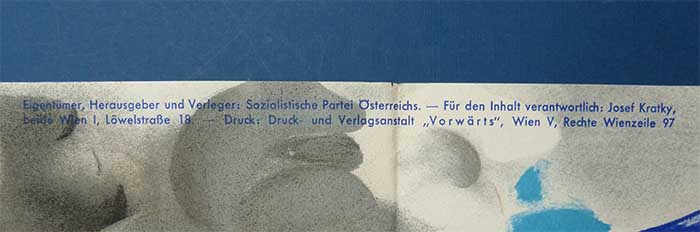 Eigentümer, Herausgeber und Verleger: Sozialistische Partei Österreichs. — Für den Inhalt verantwortlich: Josef Kratky,
beide Wien I, Löwelstraße 18. — Druck: Druck- und Verlagsanstalt „Vorwärts“, Wien V, Rechte Wienzeile 97